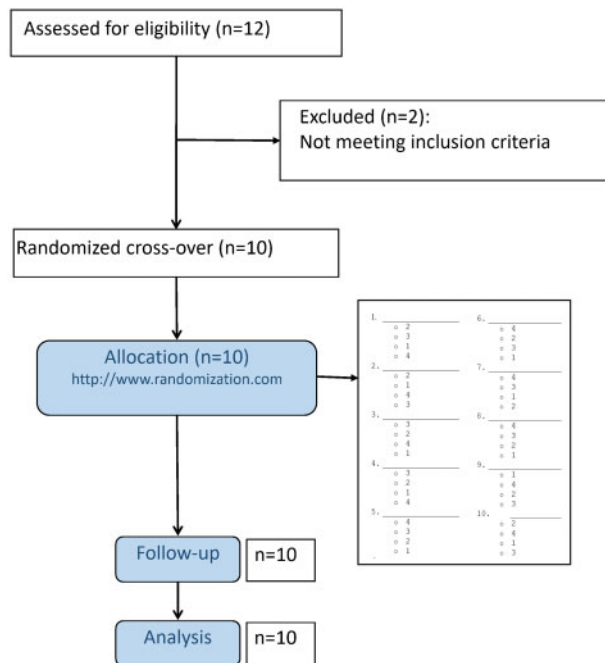 Assessed for eligibility (n=12)
Excluded (n=2):
Not meeting inclusion criteria
Randomized cross-over (n=10)
Allocation (n=10)
http://www.randomization.com
1.
o 2
o 3
o 1
o 4
2.
o 2
o 1
o 4
o 3
3.
o 3
o 2
o 4
o 1
4.
o 3
o 2
o 1
o 4
5.
o 4
o 3
o 2
o 1
6.
o 4
o 2
o 3
o 1
7.
o 4
o 3
o 1
o 2
8.
o 4
o 3
o 2
o 1
9.
o 1
o 4
o 2
o 3
10.
o 2
o 4
o 1
o 3
Follow-up
n=10
Analysis
n=10